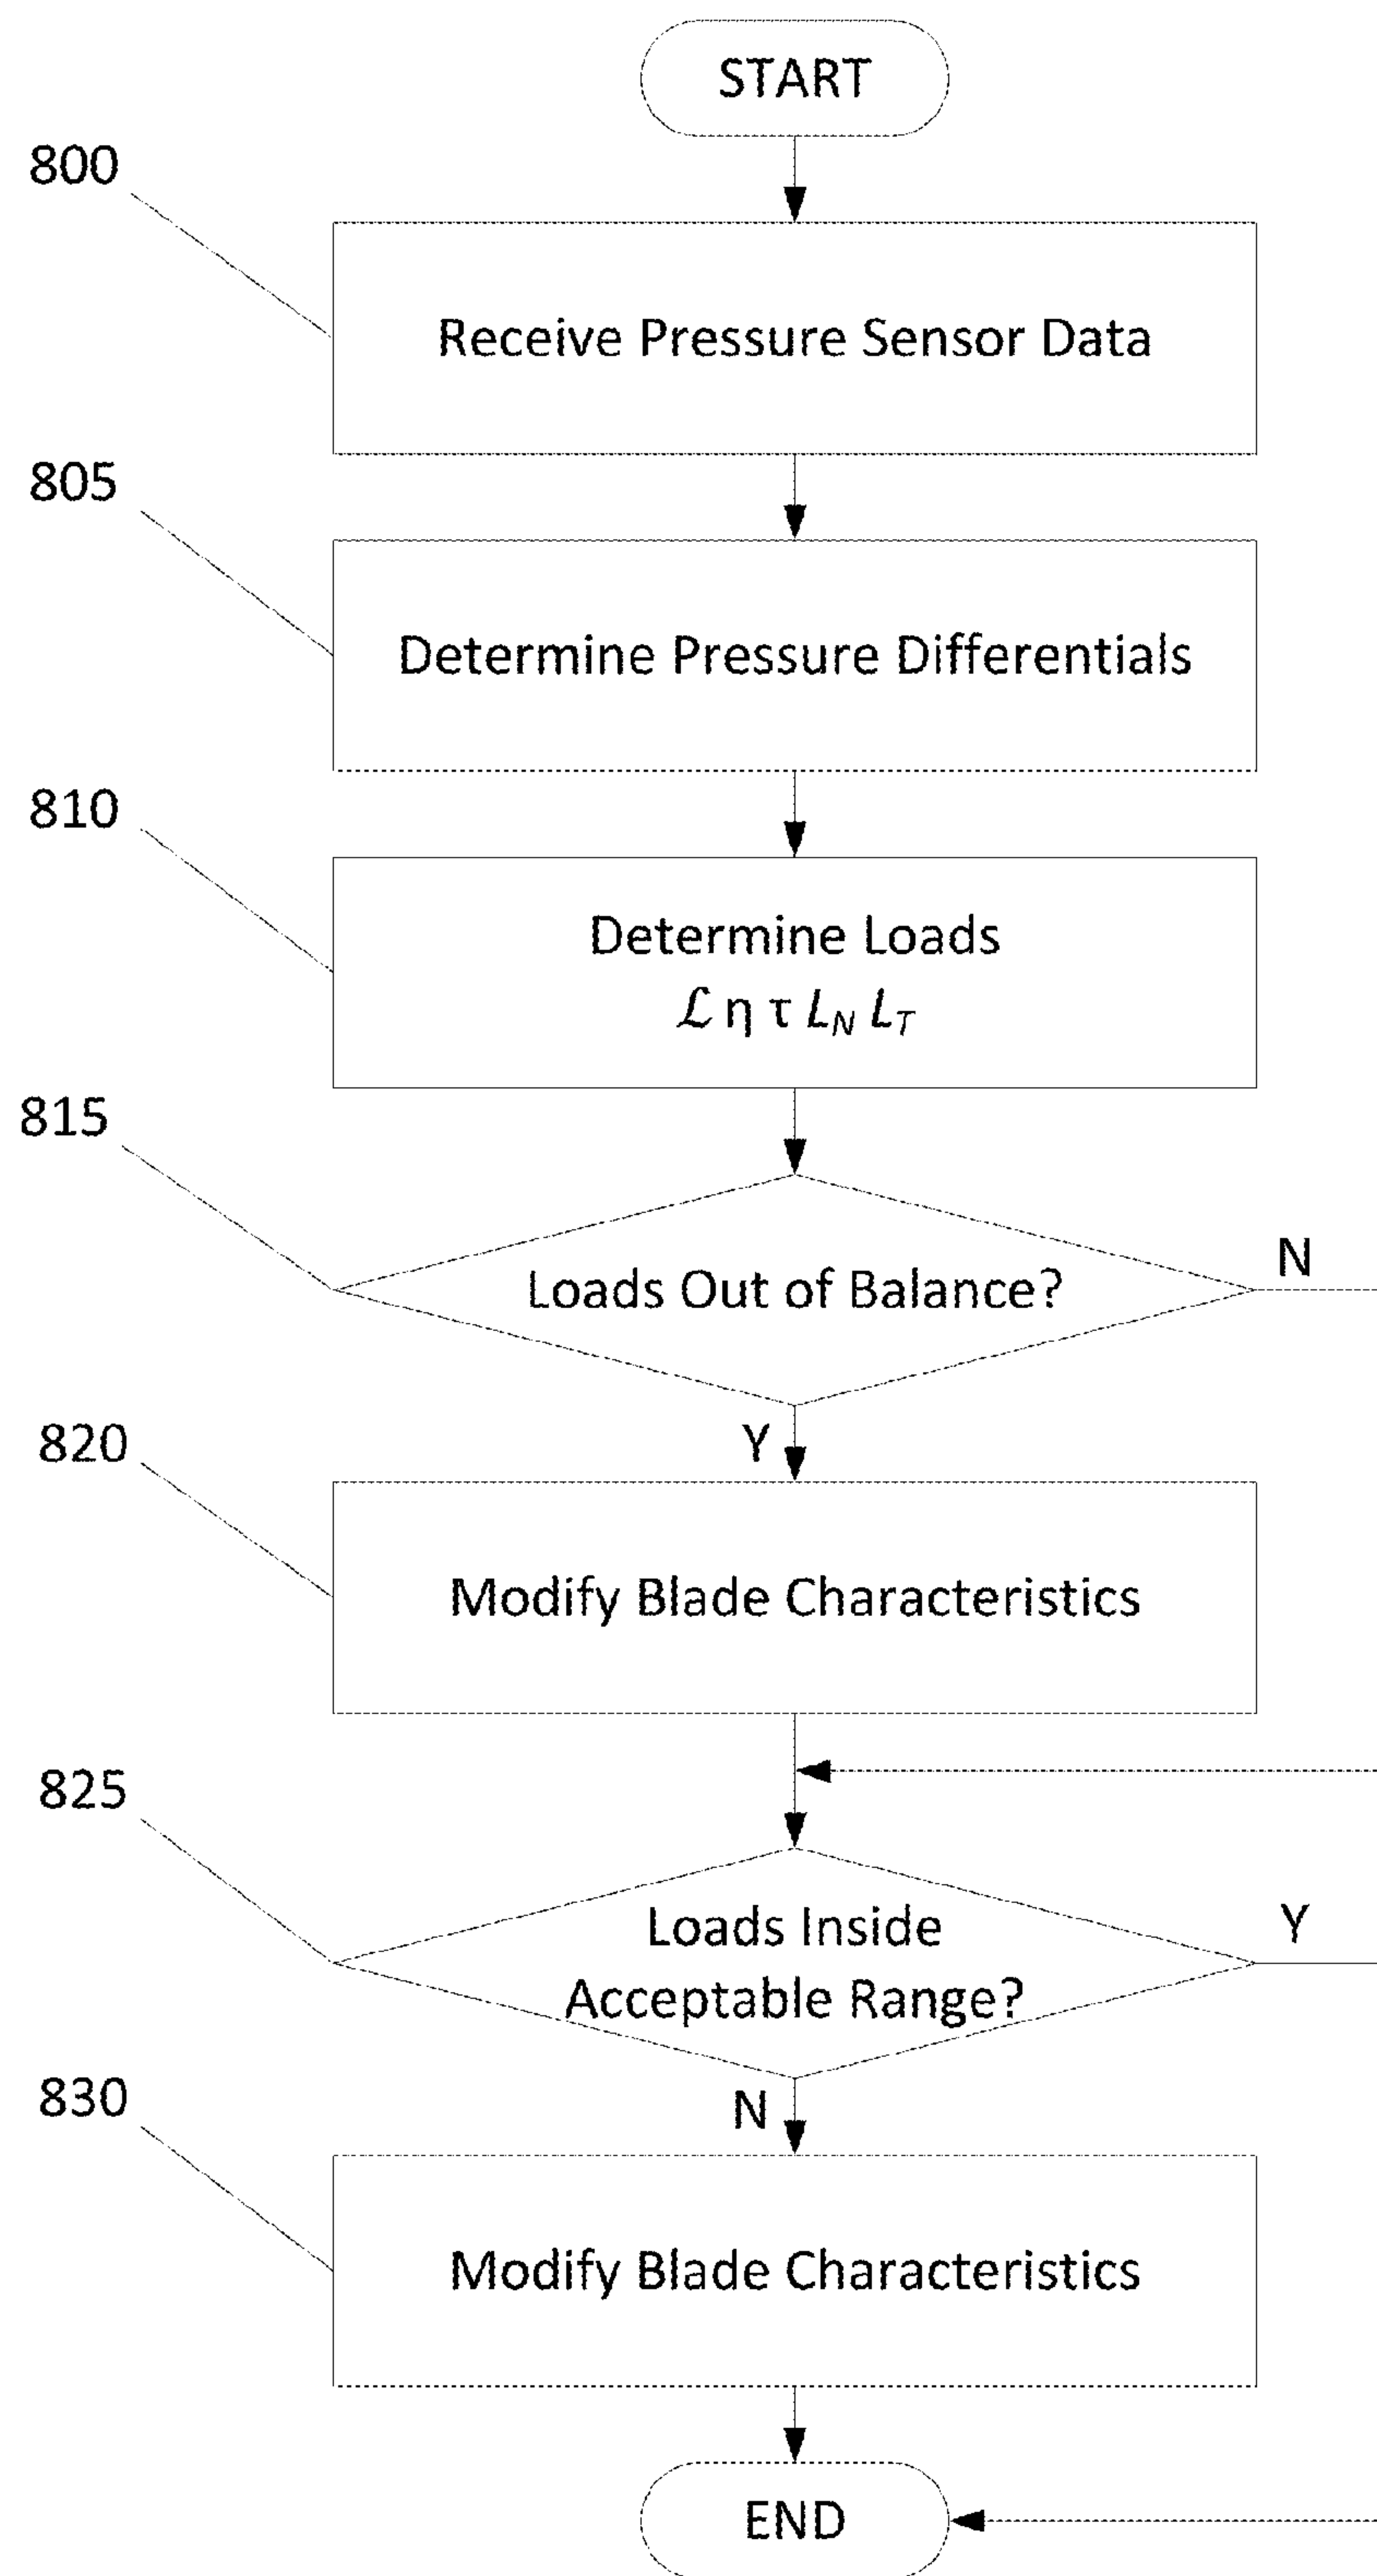 START
800
Receive Pressure Sensor Data
805
Determine Pressure Differentials
810
Determine Loads
ℒ η τ L_N L_T
815
Loads Out of Balance?
N
Y
820
Modify Blade Characteristics
825
Loads Inside
Acceptable Range?
Y
N
830
Modify Blade Characteristics
END